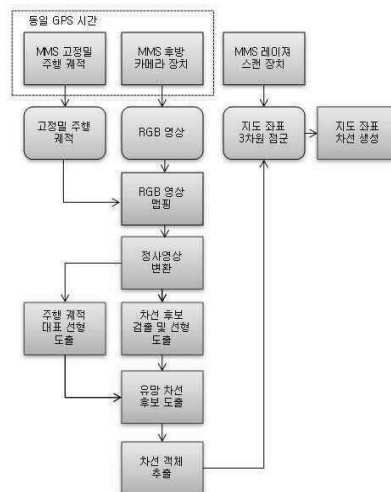 동일 GPS 시간
MMS 고정밀
주행 궤적
MMS 후방
카메라 장치
MMS 레이져
스캔 장치
고정밀 주행
궤적
RGB 영상
지도 좌표
3차원 점군
지도 좌표
차선 생성
RGB 영상
맵핑
정사영상
변환
주행 궤적
대표 선형
도출
차선 후보
검출 및 선형
도출
유망 차선
후보 도출
차선 객체
추출